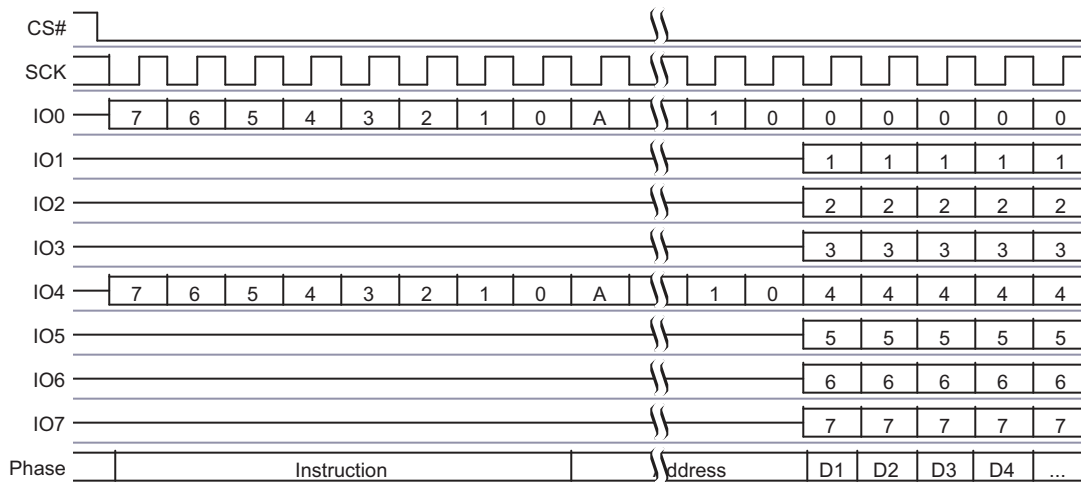 CS#
SCK
IO0 7 6 5 4 3 2 1 0 A 1 0 0 0 0 0 0
IO1 1 1 1 1 1
IO2 2 2 2 2 2
IO3 3 3 3 3 3
IO4 7 6 5 4 3 2 1 0 A 1 0 4 4 4 4 4
IO5 5 5 5 5 5
IO6 6 6 6 6 6
IO7 7 7 7 7 7
Phase Instruction ddress D1 D2 D3 D4 ...